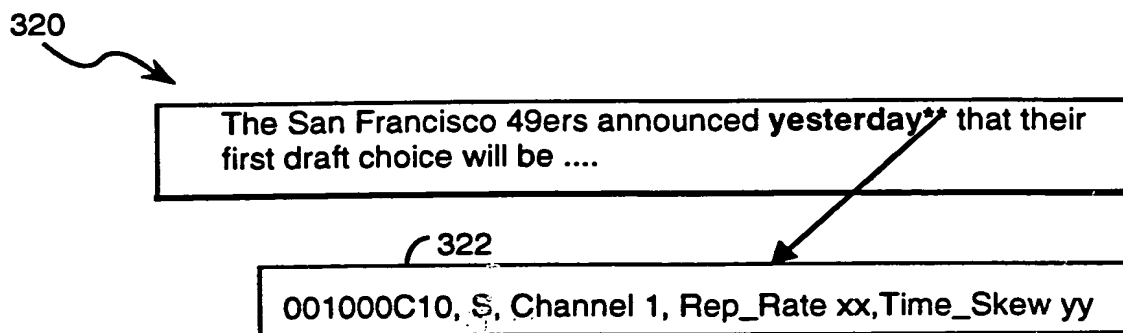 320
The San Francisco 49ers announced yesterday** that their
first draft choice will be ....
322
001000C10, S, Channel 1, Rep_Rate xx,Time_Skew yy